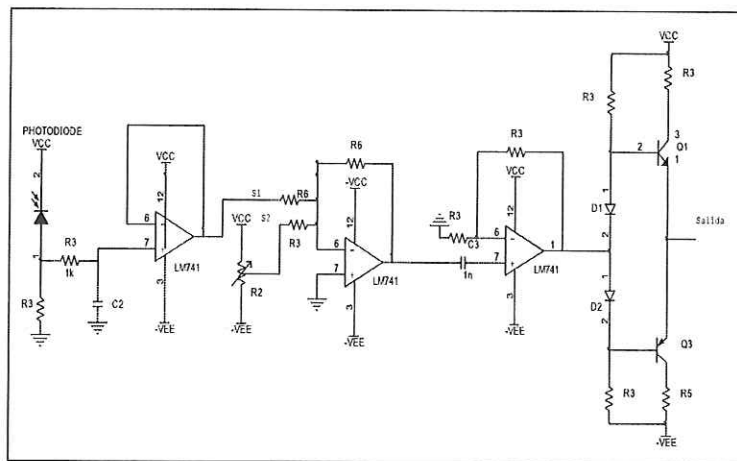 PHOTODIODE
VCC
2
1
R3
1k
R3
C2
VCC
12
6
7
3
LM741
-VEE
S1
R6
S2
R3
VCC
R2
-VEE
R6
-VCC
12
6
7
3
LM741
-VEE
C3
1n
R3
R3
VCC
12
6
7
1
3
LM741
-VEE
VCC
R3
R3
3
2
Q1
1
D1
1
2
Salida
D2
1
2
Q3
R3
R5
-VEE